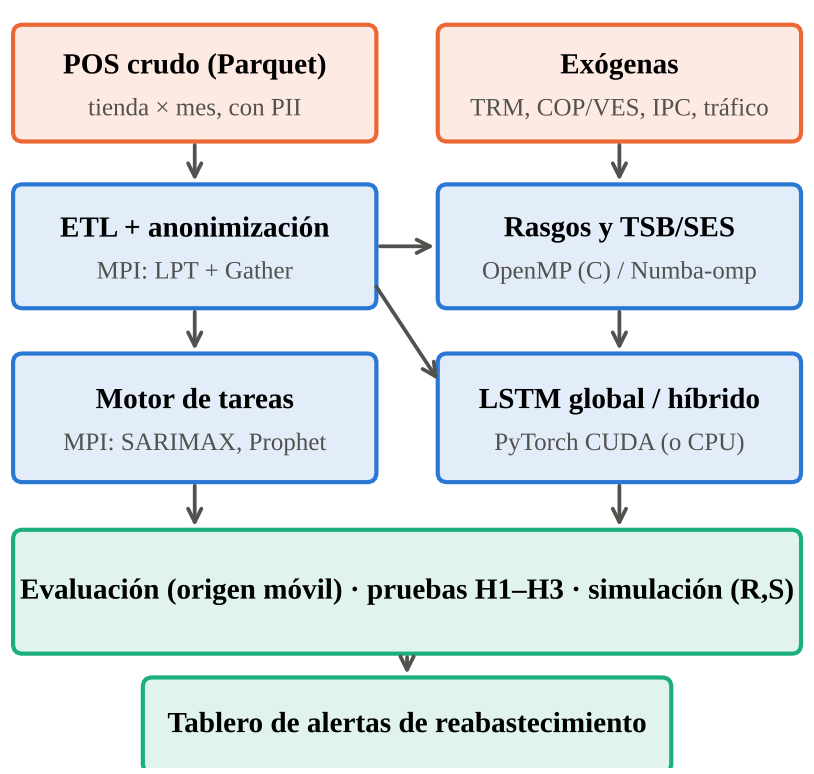 POS crudo (Parquet)
tienda × mes, con PII
Exógenas
TRM, COP/VES, IPC, tráfico
ETL + anonimización
MPI: LPT + Gather
Rasgos y TSB/SES
OpenMP (C) / Numba-omp
Motor de tareas
MPI: SARIMAX, Prophet
LSTM global / híbrido
PyTorch CUDA (o CPU)
Evaluación (origen móvil) · pruebas H1–H3 · simulación (R,S)
Tablero de alertas de reabastecimiento